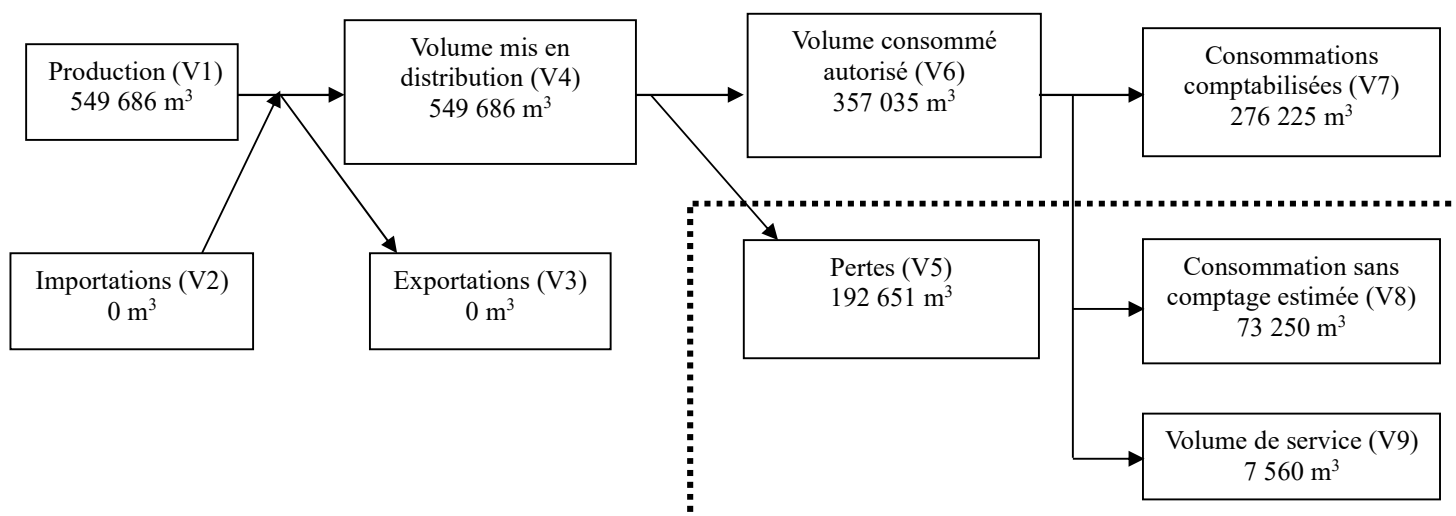 Production (V1)
549 686 m³
Volume mis en
distribution (V4)
549 686 m³
Volume consommé
autorisé (V6)
357 035 m³
Consommations
comptabilisées (V7)
276 225 m³
Importations (V2)
0 m³
Exportations (V3)
0 m³
Pertes (V5)
192 651 m³
Consommation sans
comptage estimée (V8)
73 250 m³
Volume de service (V9)
7 560 m³